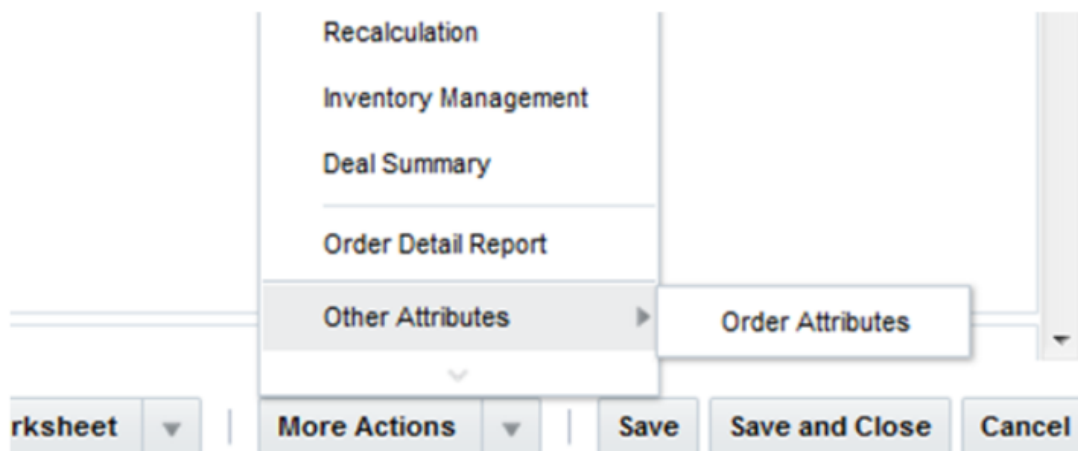 Recalculation
Inventory Management
Deal Summary
Order Detail Report
Other Attributes
Order Attributes
rksheet
More Actions
Save
Save and Close
Cancel